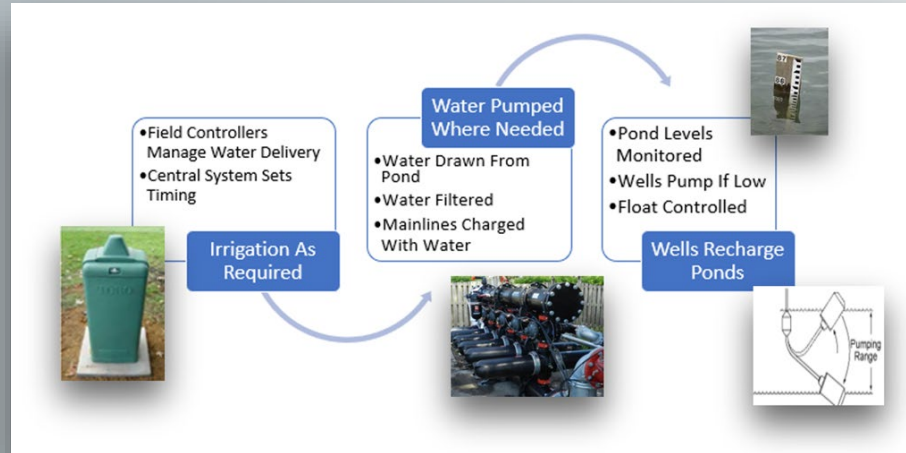 •Field Controllers
Manage Water Delivery
•Central System Sets
Timing
Irrigation As
Required
Water Pumped
Where Needed
•Water Drawn From
Pond
•Water Filtered
•Mainlines Charged
With Water
•Pond Levels
Monitored
•Wells Pump If Low
•Float Controlled
Wells Recharge
Ponds
TORO
Pumping
Range